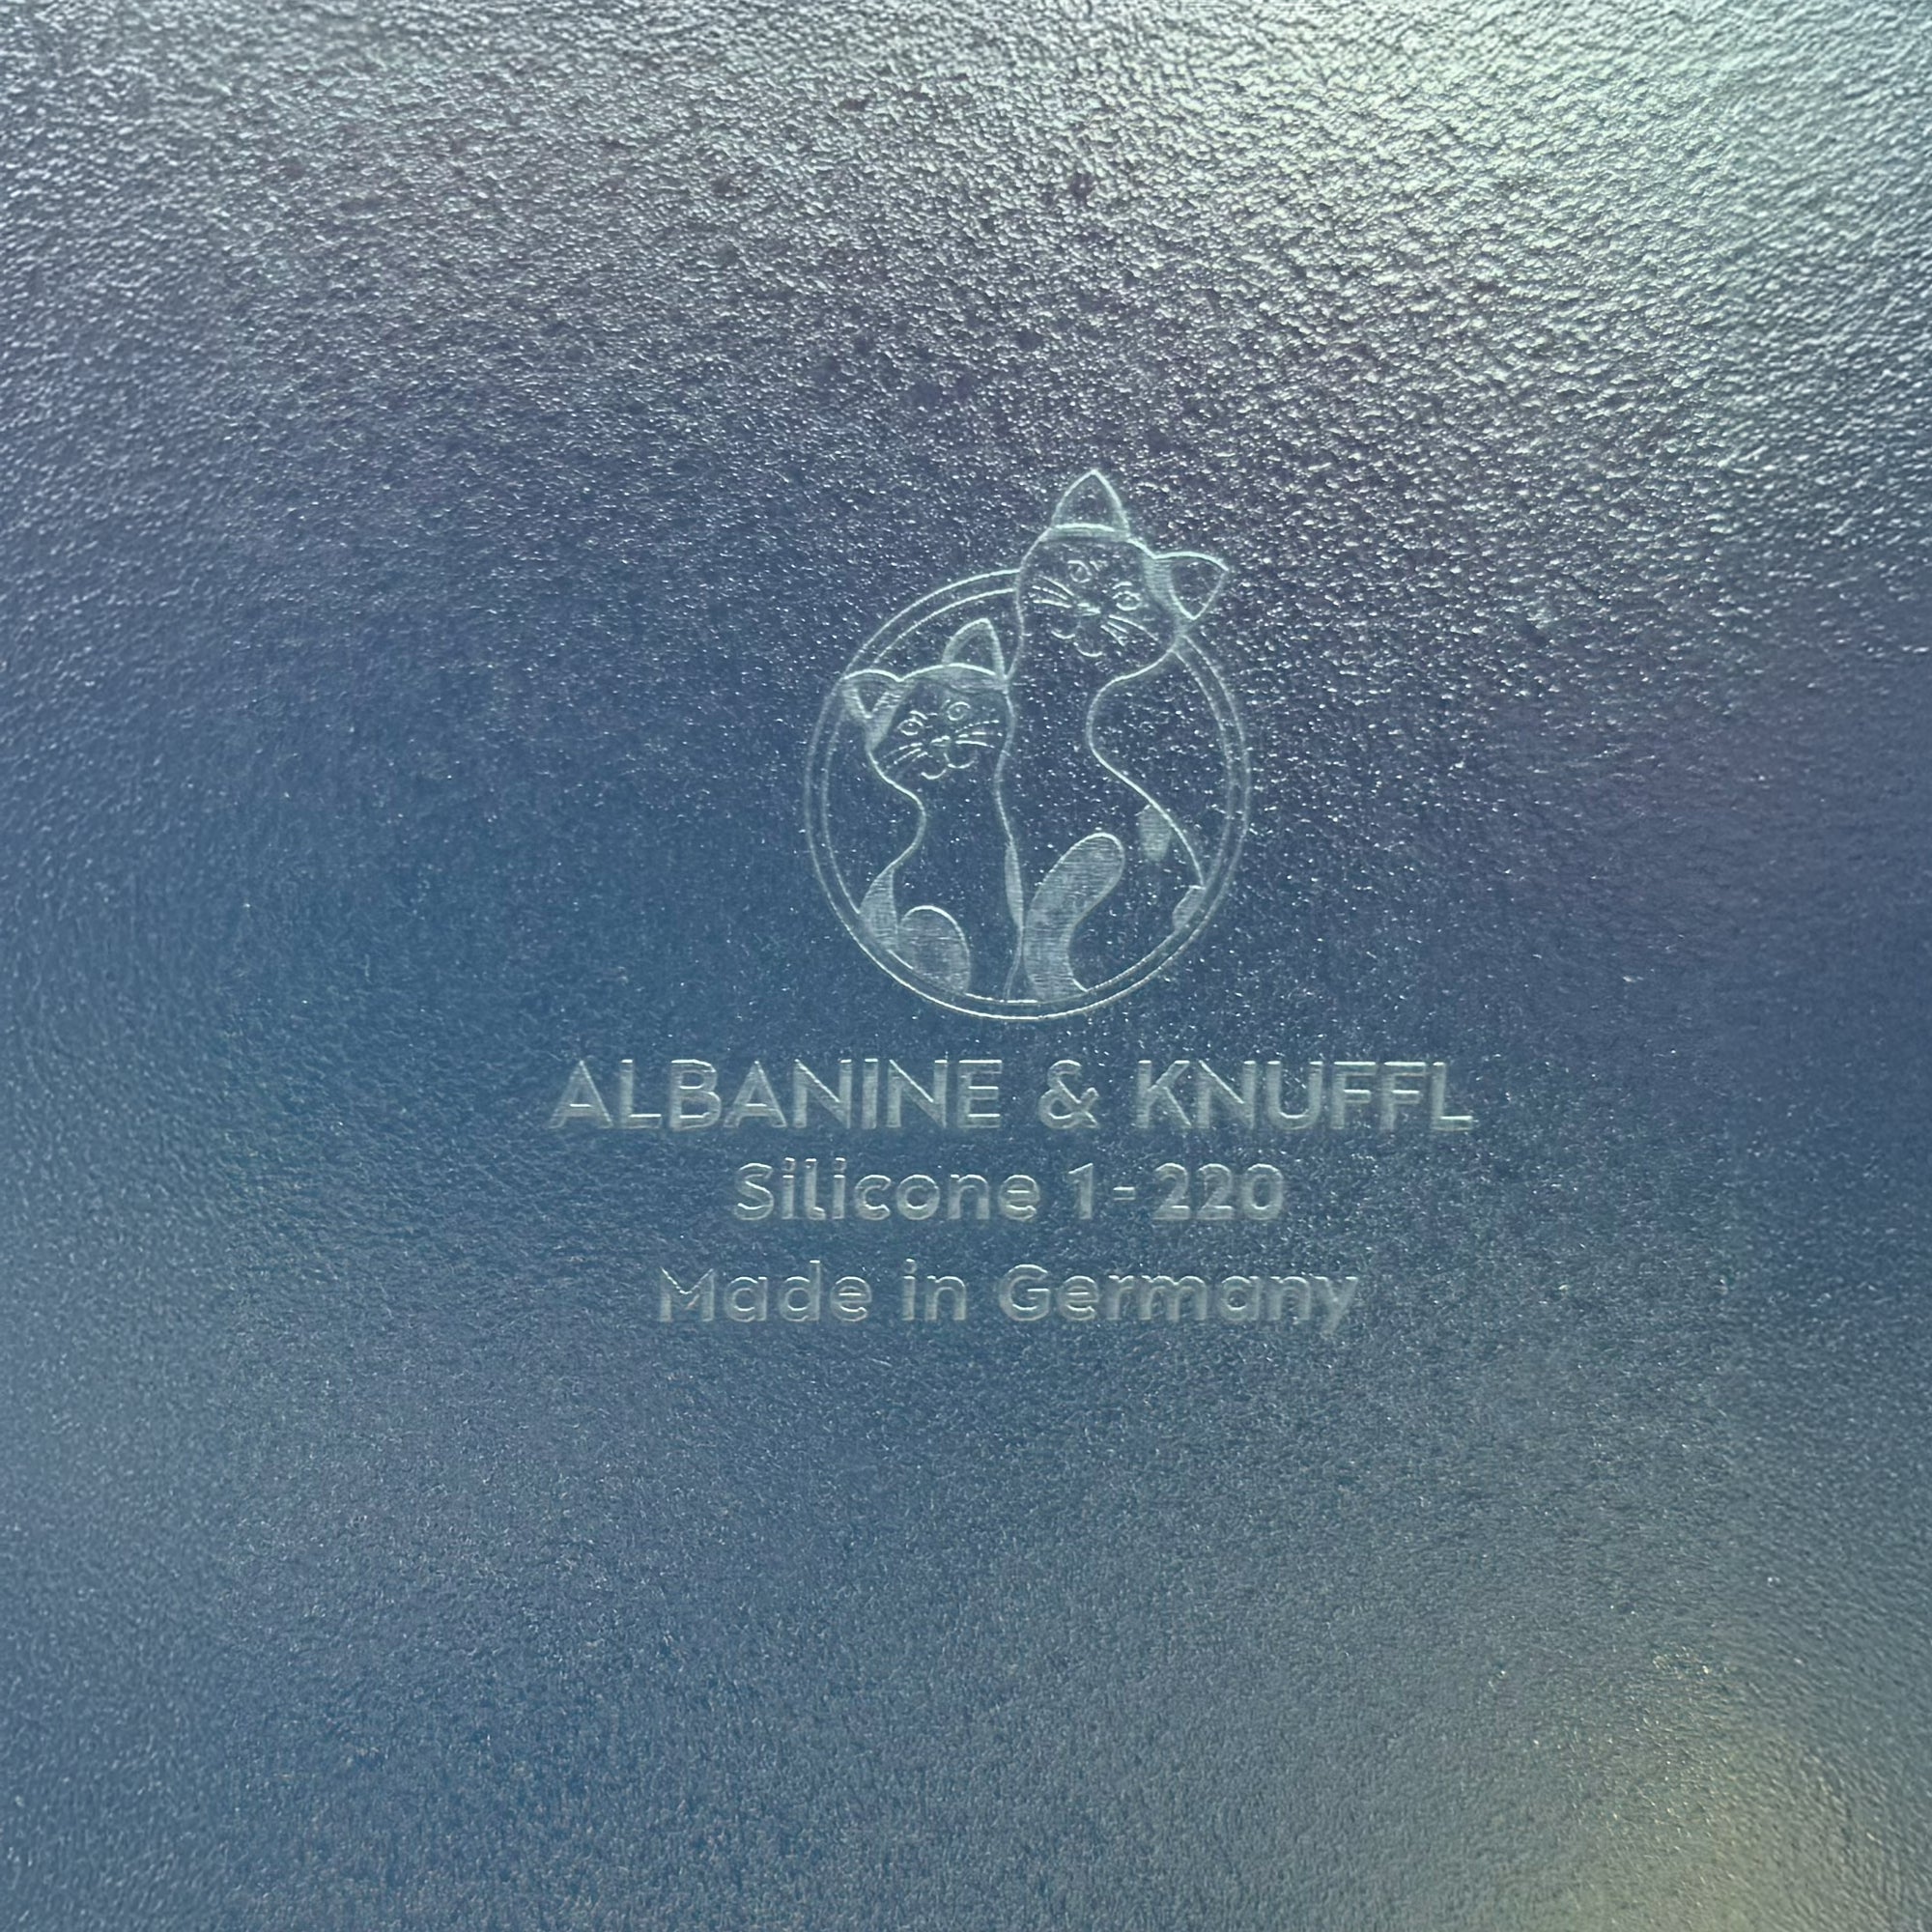 ALBANINE & KNUFFL
Silicone 1-220
Made in Germany